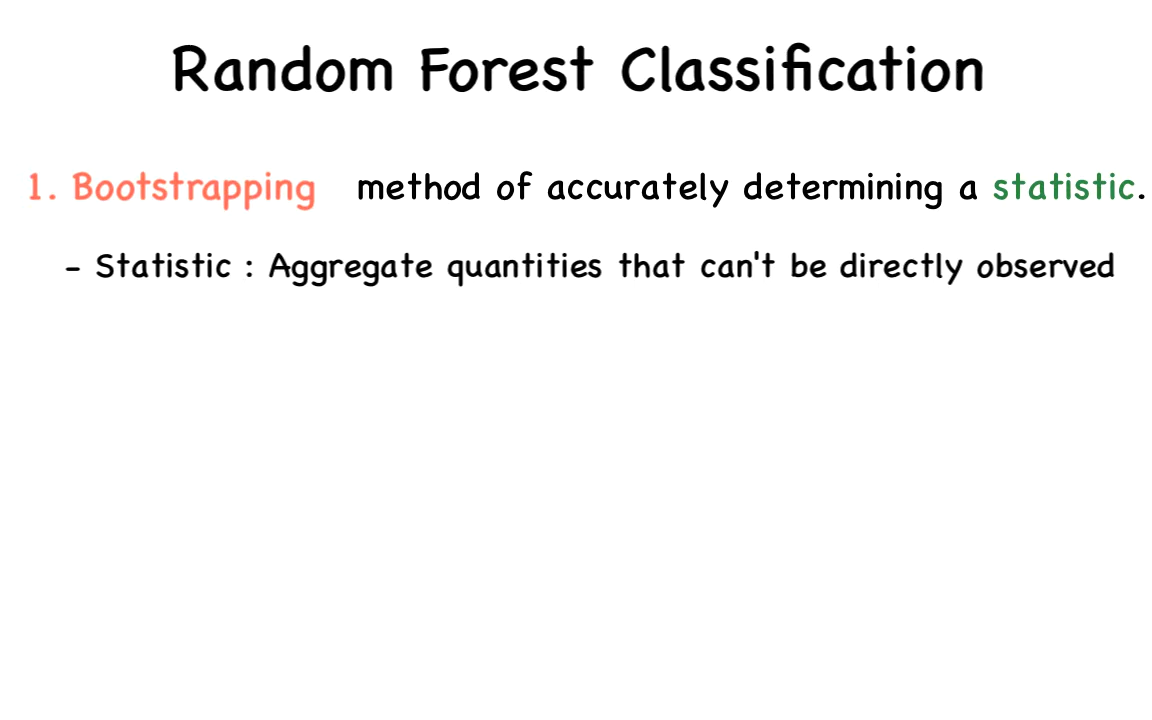 Random Forest Classification
1. Bootstrapping method of accurately determining a statistic.
- Statistic : Aggregate quantities that can't be directly observed